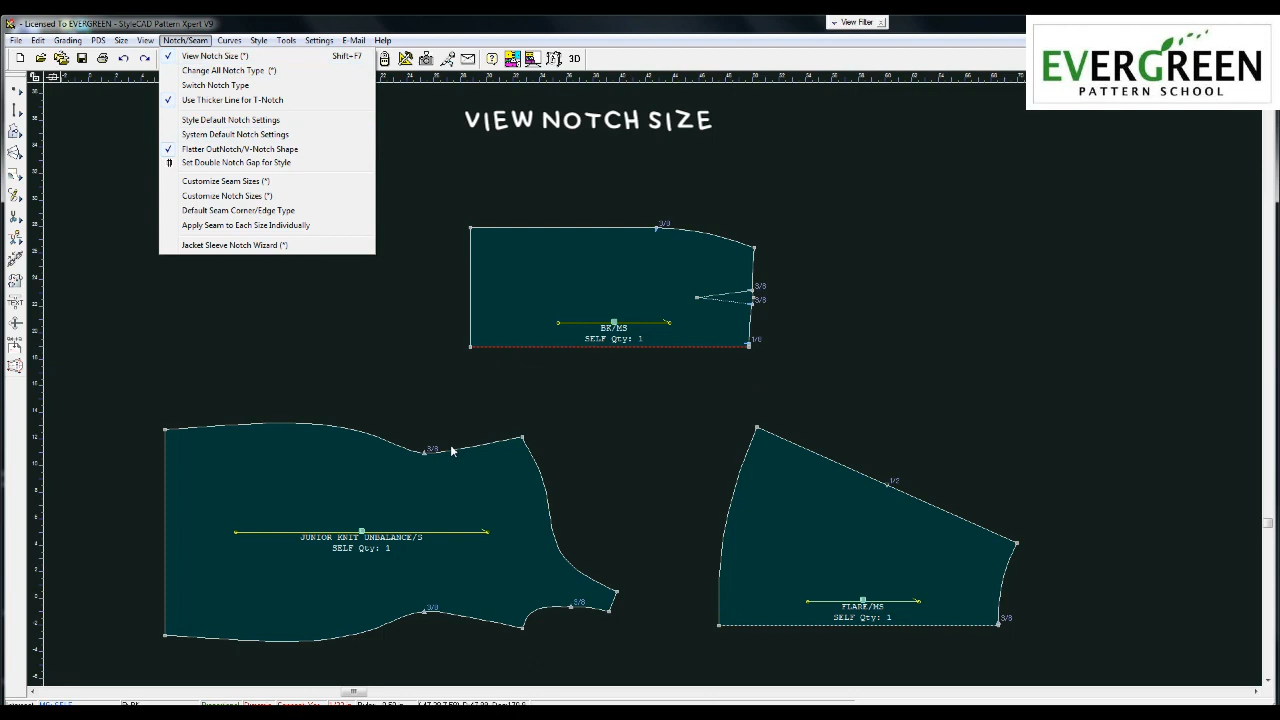 - Licensed To EVERGREEN - StyleCAD Pattern Xpert V9
View Filter
File Edit Grading PDS Size View Notch/Seam Curves Style Tools Settings E-Mail Help
3D
View Notch Size (*) Shift+F7
Change All Notch Type (*)
Switch Notch Type
Use Thicker Line for T-Notch
Style Default Notch Settings
System Default Notch Settings
Flatter OutNotch/V-Notch Shape
Set Double Notch Gap for Style
Customize Seam Sizes (*)
Customize Notch Sizes (*)
Default Seam Corner/Edge Type
Apply Seam to Each Size Individually
Jacket Sleeve Notch Wizard (*)
EVERGREEN
PATTERN SCHOOL
VIEW NOTCH SIZE
3/8
3/8
3/8
BK/MS
SELF Qty: 1
1/8
3/8
1/2
JUNIOR KNIT UNBALANCE/S
SELF Qty: 1
3/8
3/8
FLARE/MS
SELF Qty: 1
3/8
TEXT